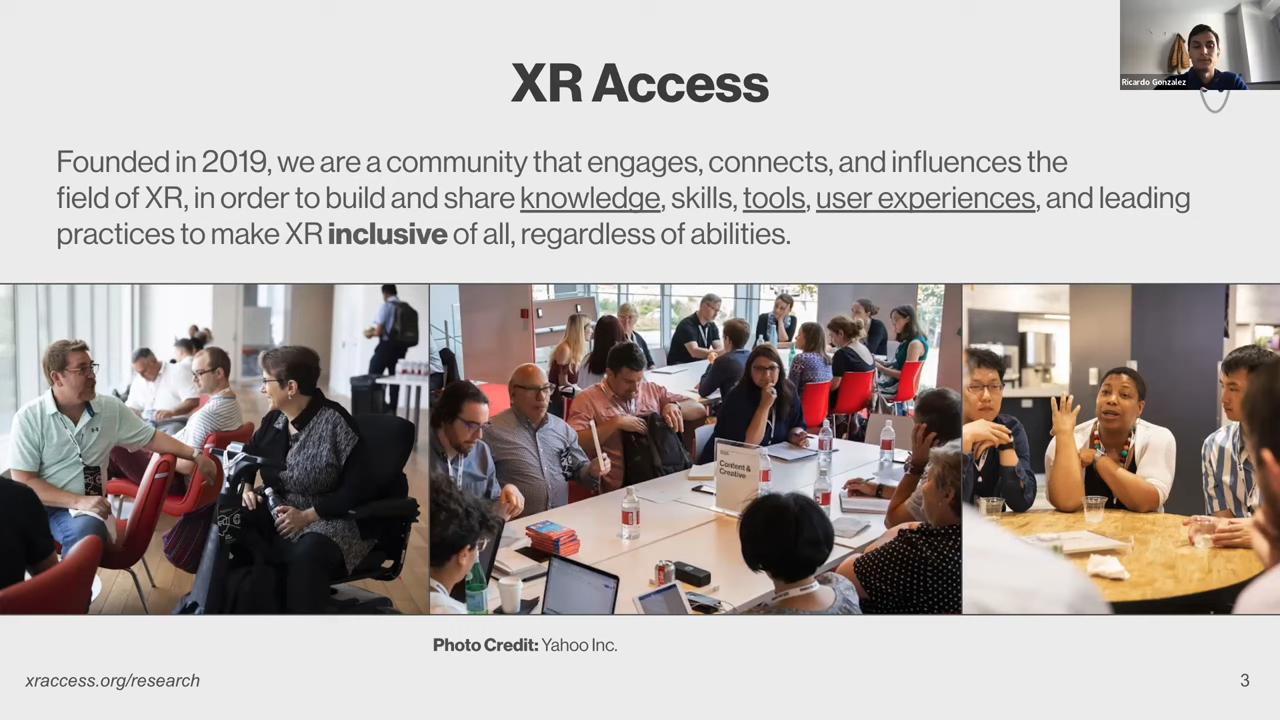 Ricardo Gonzalez
XR Access
Founded in 2019, we are a community that engages, connects, and influences the
field of XR, in order to build and share knowledge, skills, tools, user experiences, and leading
practices to make XR inclusive of all, regardless of abilities.
Content &
Creative
Photo Credit: Yahoo Inc.
xraccess.org/research
3